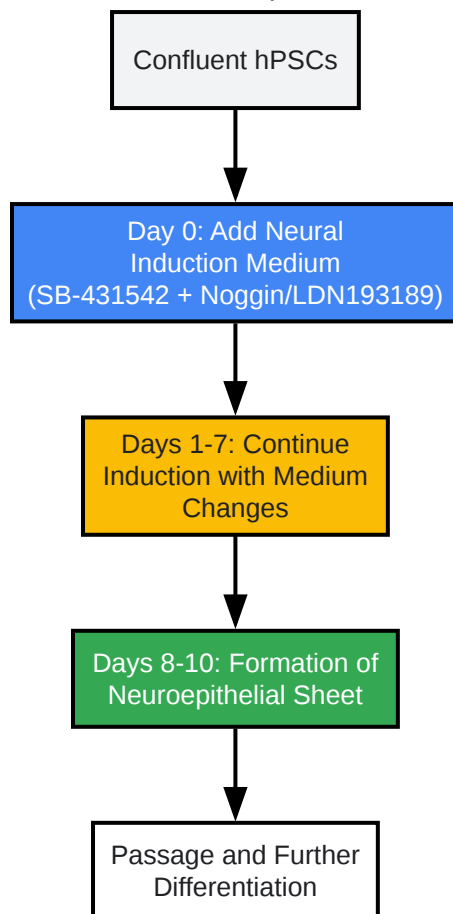 Confluent hPSCs
Day 0: Add Neural
Induction Medium
(SB-431542 + Noggin/LDN193189)
Days 1-7: Continue
Induction with Medium
Changes
Days 8-10: Formation of
Neuroepithelial Sheet
Passage and Further
Differentiation